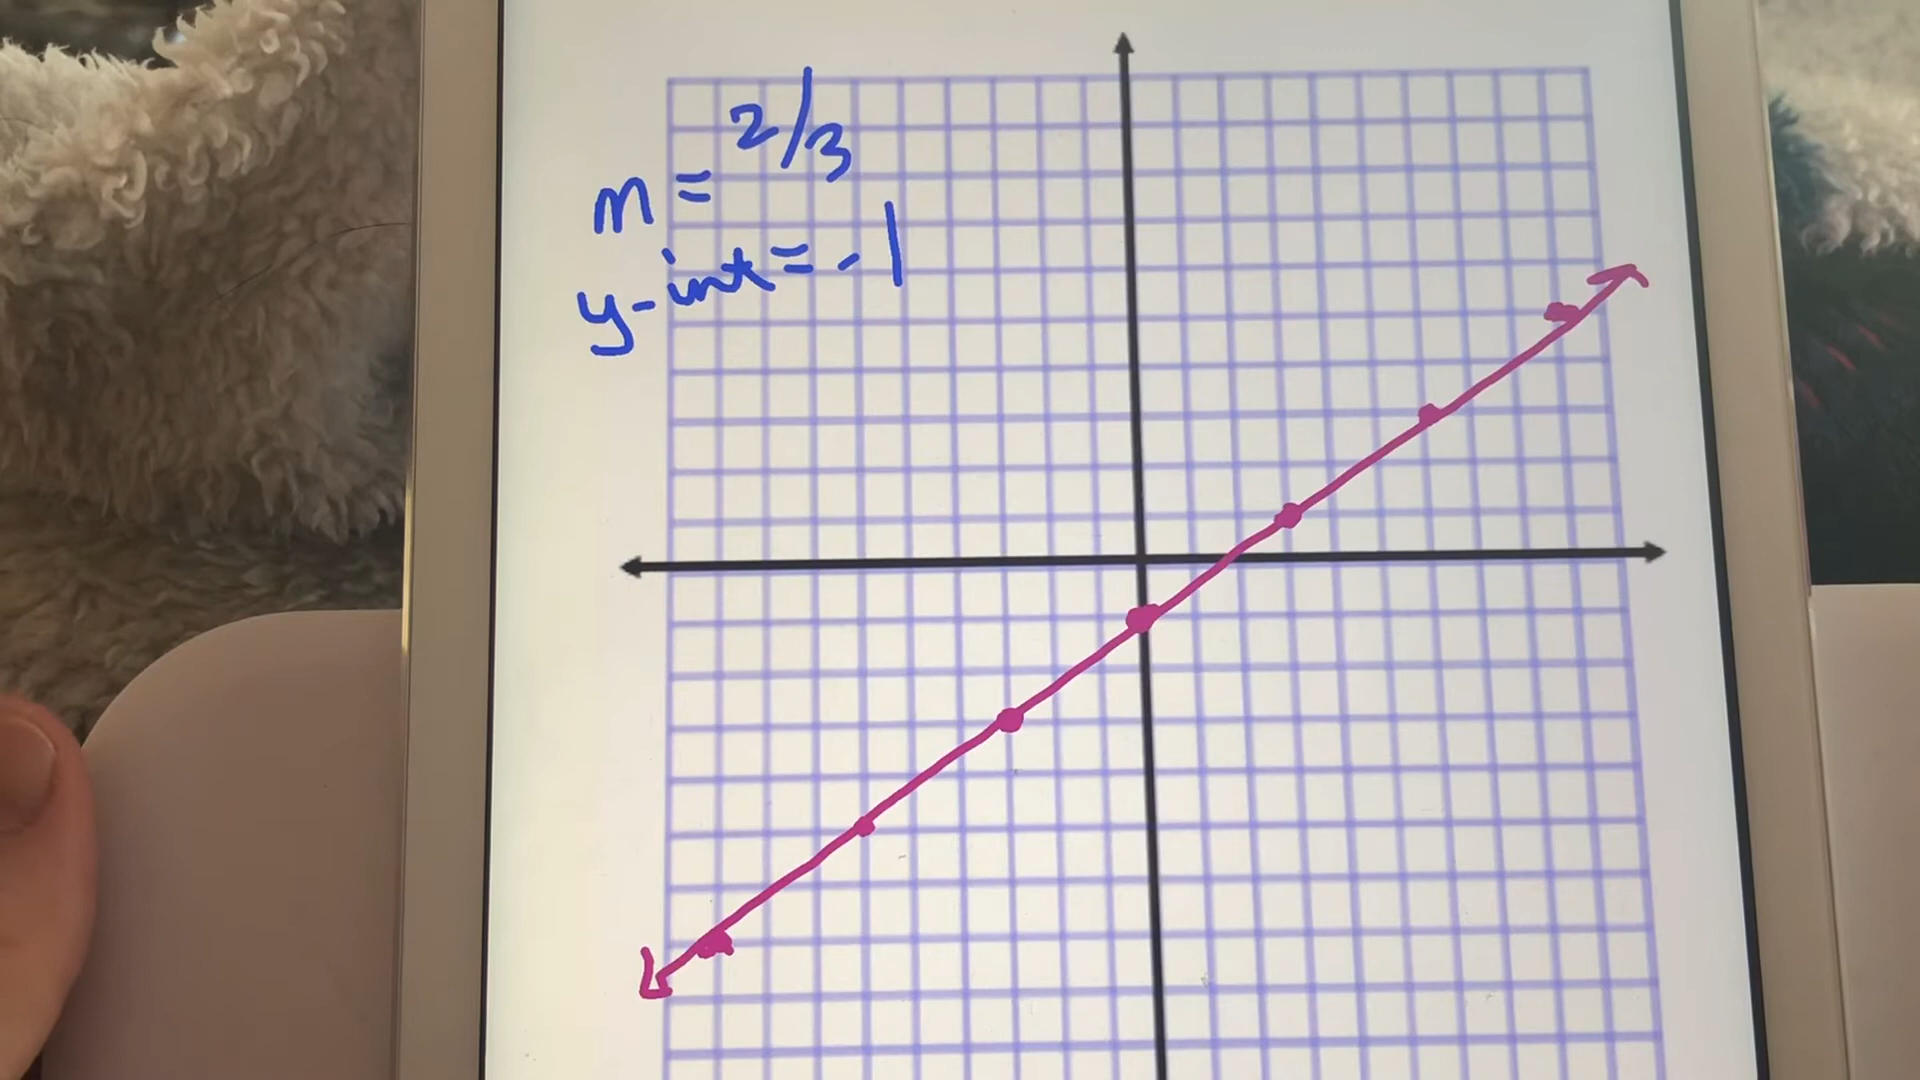 m = 2/3
y-int = -1